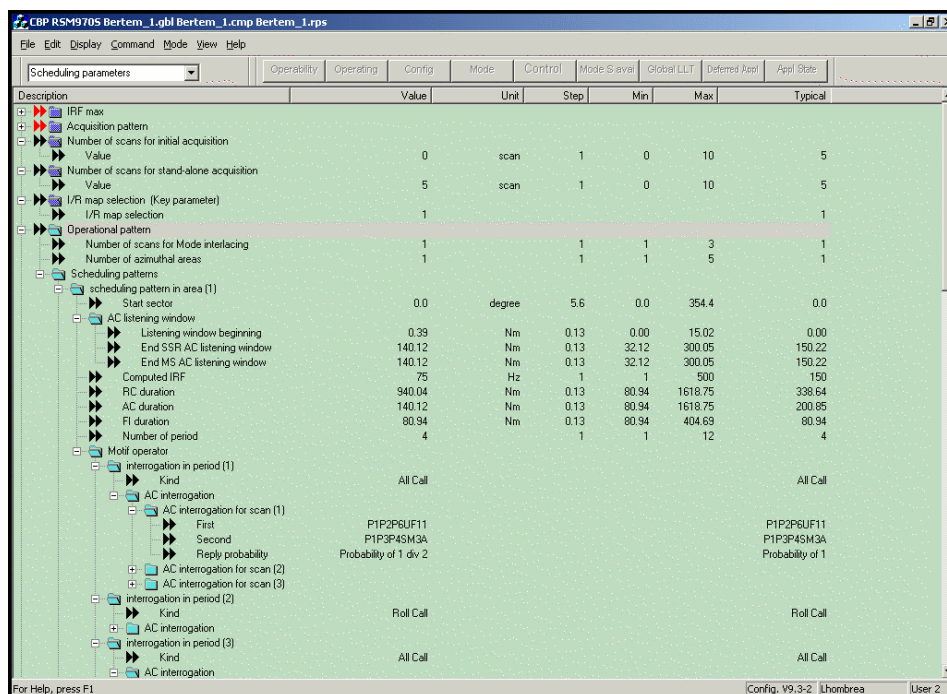 CBP RSM970S Bertem_1.gbl Bertem_1.cmp Bertem_1.rps
File Edit Display Command Mode View Help
Scheduling parameters Operability Operating Config Mode Control Mode S avai Global LLT Deferred Appl Appl State
Description Value Unit Step Min Max Typical
IRF max
Acquisition pattern
Number of scans for initial acquisition
Value 0 scan 1 0 10 5
Number of scans for stand-alone acquisition
Value 5 scan 1 0 10 5
I/R map selection (Key parameter)
I/R map selection 1 1
Operational pattern
Number of scans for Mode interlacing 1 1 1 3 1
Number of azimuthal areas 1 1 1 5 1
Scheduling patterns
scheduling pattern in area (1)
Start sector 0.0 degree 5.6 0.0 354.4 0.0
AC listening window
Listening window beginning 0.39 Nm 0.13 0.00 15.02 0.00
End SSR AC listening window 140.12 Nm 0.13 32.12 300.05 150.22
End MS AC listening window 140.12 Nm 0.13 32.12 300.05 150.22
Computed IRF 75 Hz 1 1 500 150
RC duration 940.04 Nm 0.13 80.94 1618.75 338.64
AC duration 140.12 Nm 0.13 80.94 1618.75 200.85
FI duration 80.94 Nm 0.13 80.94 404.69 80.94
Number of period 4 1 1 12 4
Motif operator
interrogation in period (1)
Kind All Call All Call
AC interrogation
AC interrogation for scan (1)
First P1P2P6UF11 P1P2P6UF11
Second P1P3P4SM3A P1P3P4SM3A
Reply probability Probability of 1 div 2 Probability of 1
AC interrogation for scan (2)
AC interrogation for scan (3)
interrogation in period (2)
Kind Roll Call Roll Call
AC interrogation
interrogation in period (3)
Kind All Call All Call
AC interrogation
For Help, press F1 Config. V9.3-2 Lhombrea User 2